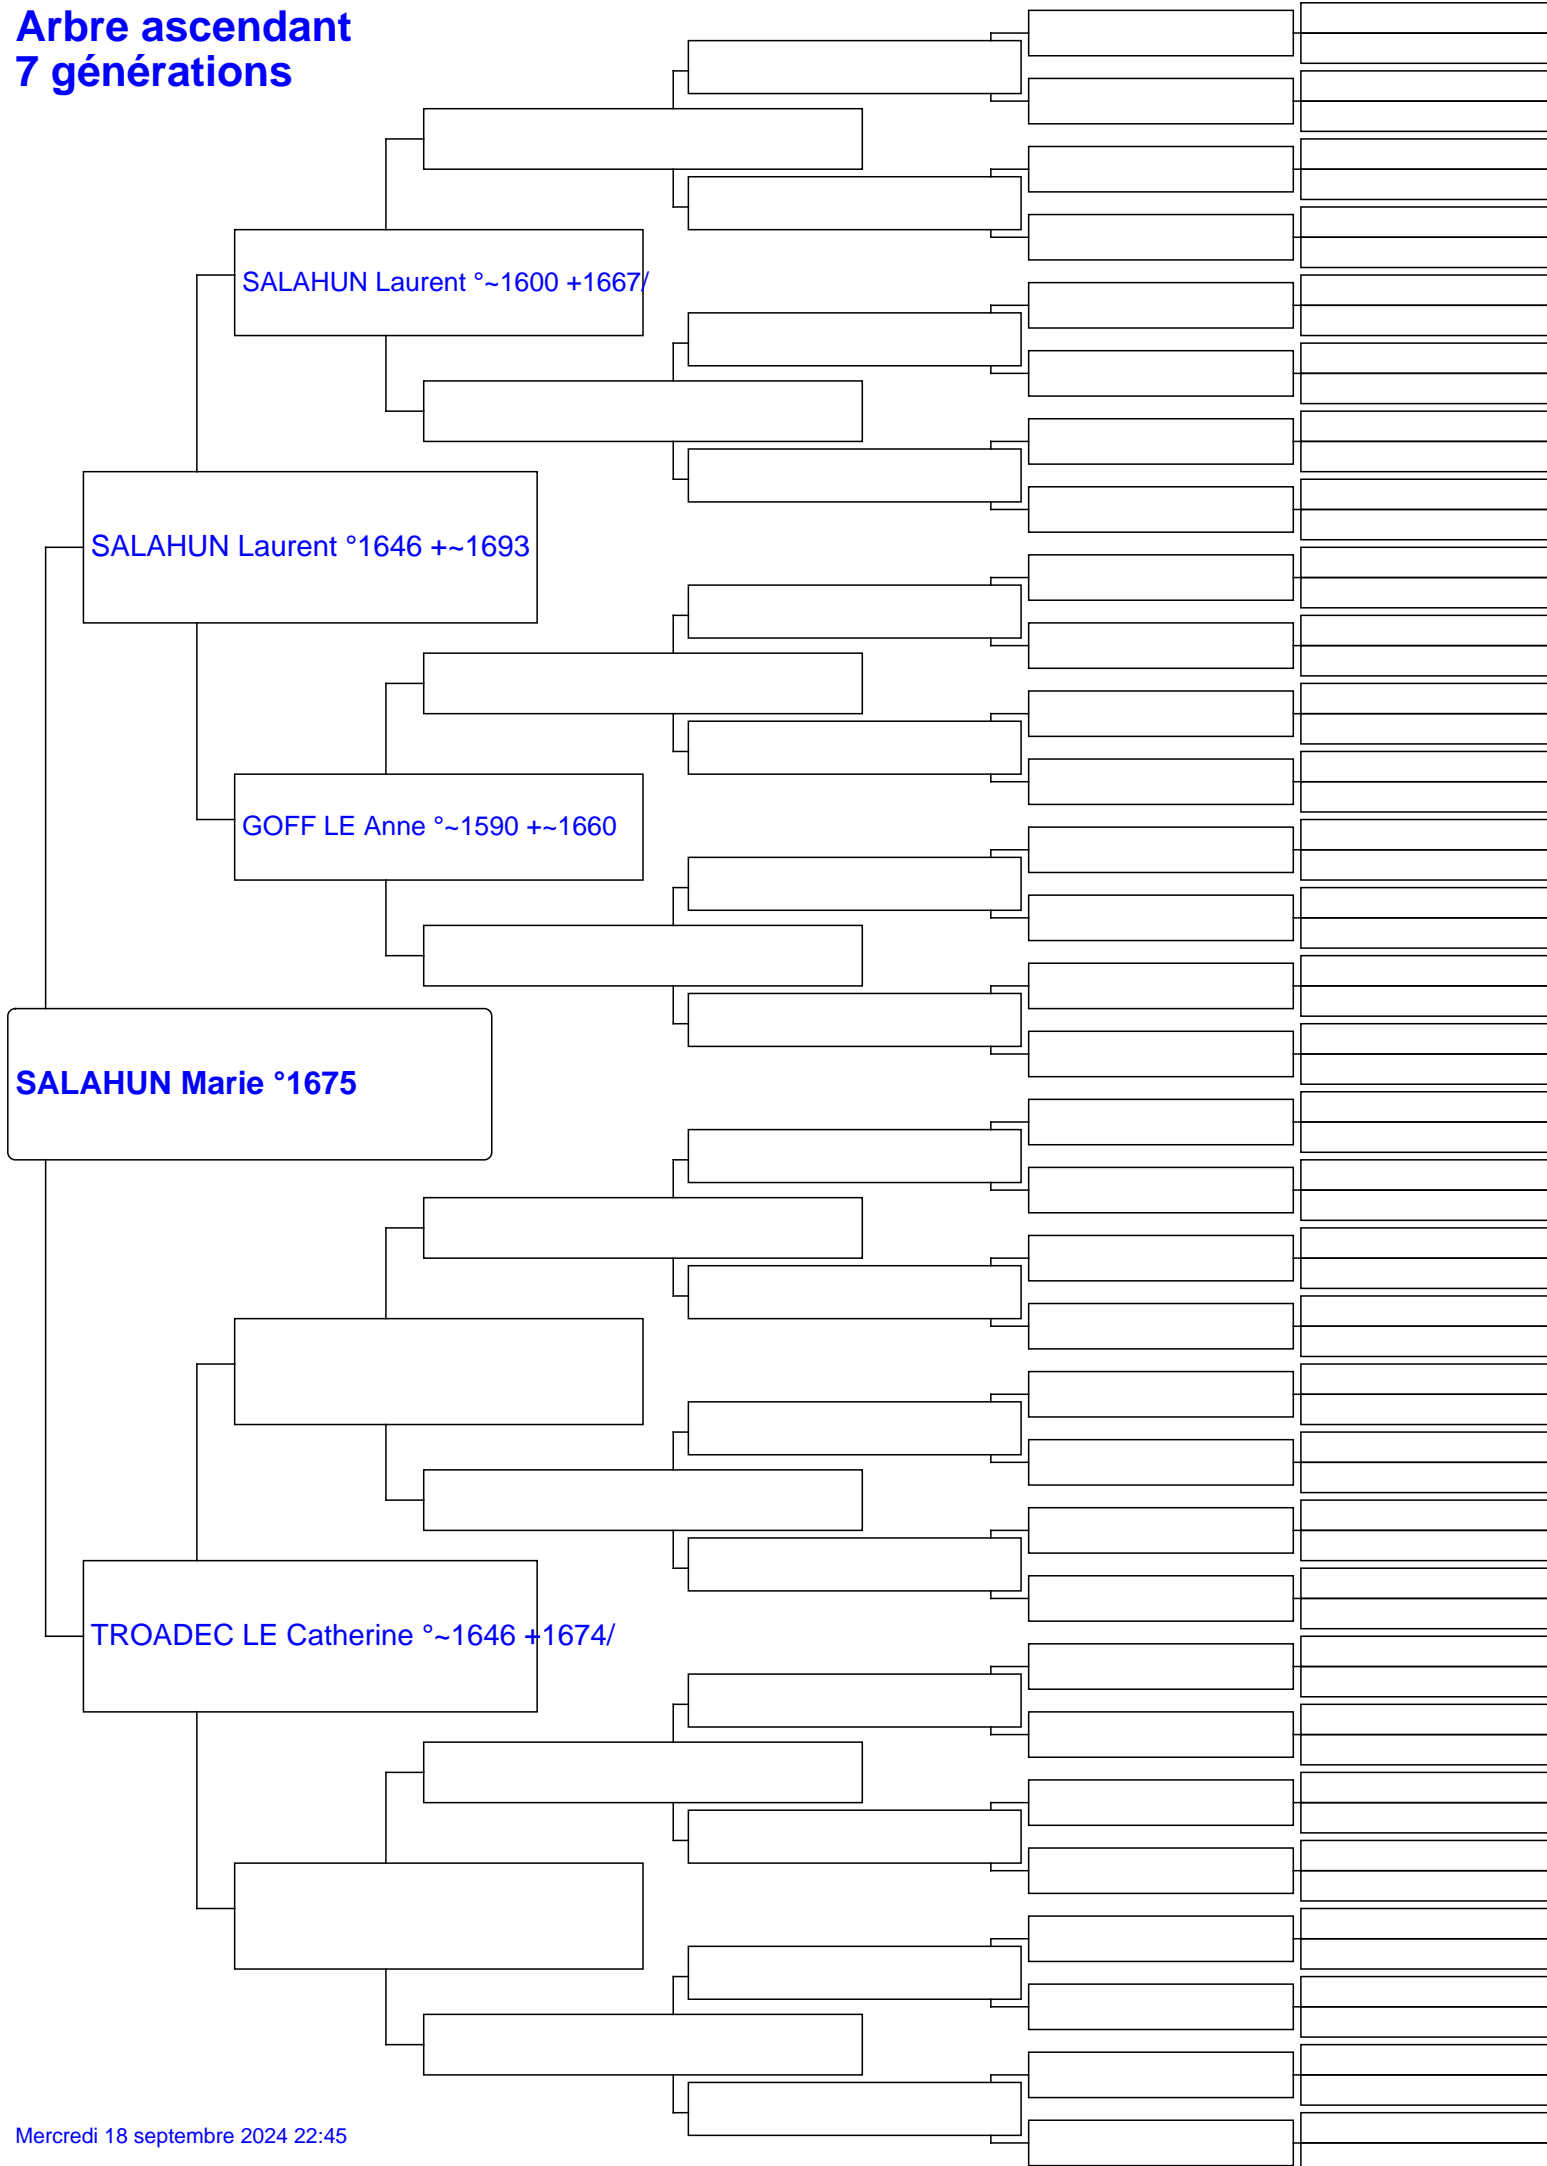 Arbre ascendant
7 générations
SALAHUN Laurent °~1600 +1667/
SALAHUN Laurent °1646 +~1693
GOFF LE Anne °~1590 +~1660
SALAHUN Marie °1675
TROADEC LE Catherine °~1646 +1674/
Mercredi 18 septembre 2024 22:45